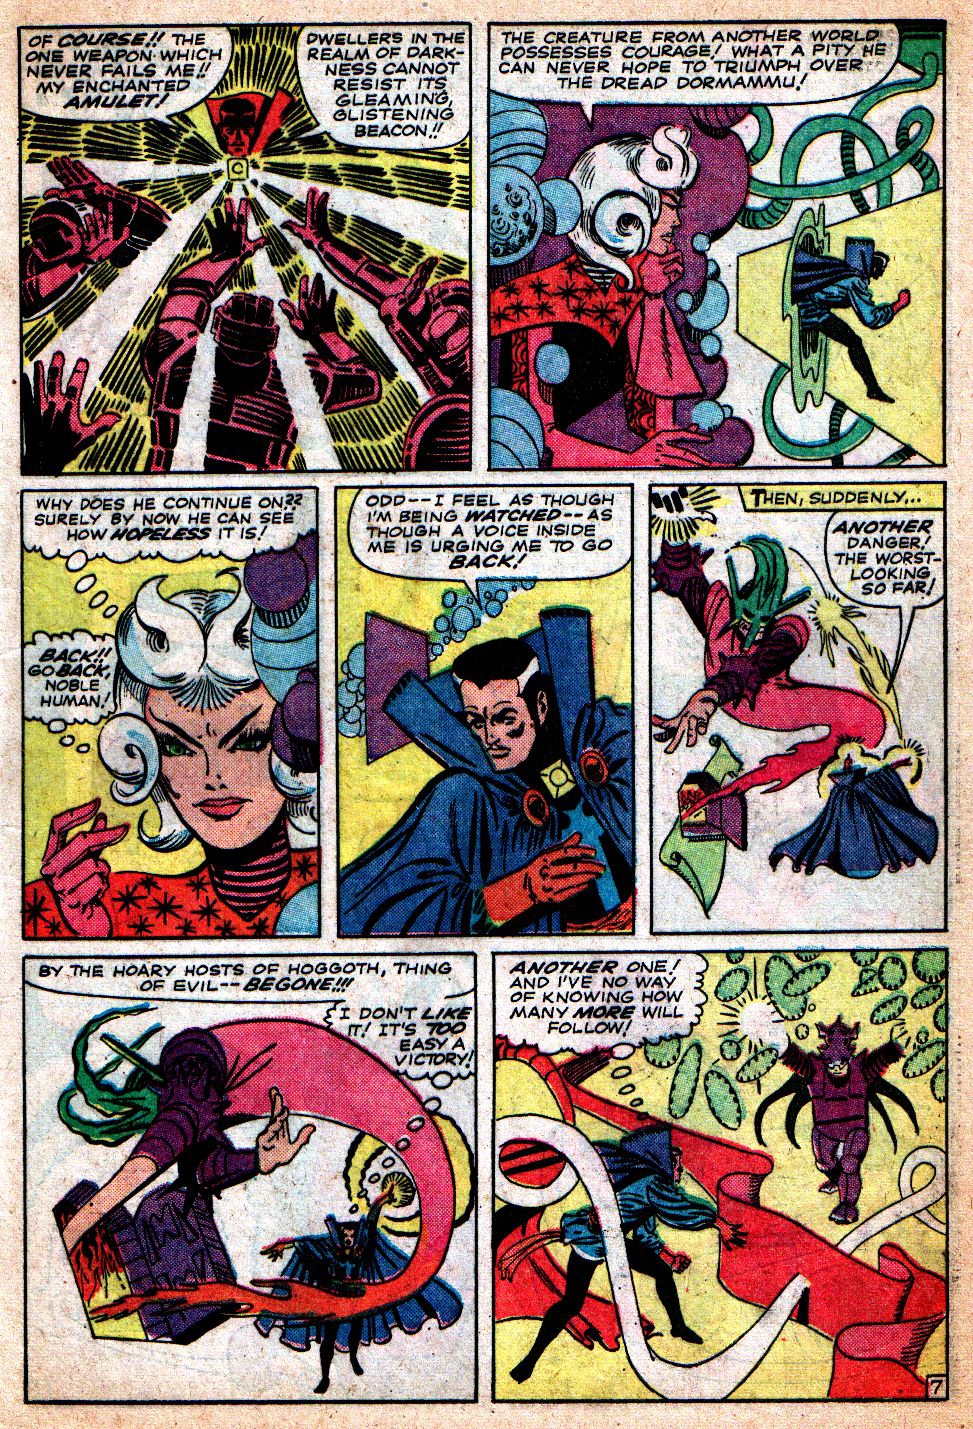 OF COURSE!! THE
ONE WEAPON WHICH
NEVER FAILS ME!!
MY ENCHANTED
AMULET!
DWELLERS IN THE
REALM OF DARK-
NESS CANNOT
RESIST ITS
GLEAMING,
GLISTENING
BEACON!!
THE CREATURE FROM ANOTHER WORLD
POSSESSES COURAGE! WHAT A PITY HE
CAN NEVER HOPE TO TRIUMPH OVER
THE DREAD DORMAMMU!
WHY DOES HE CONTINUE ON??
SURELY BY NOW HE CAN SEE
HOW HOPELESS IT IS!
BACK!!
GO BACK,
NOBLE
HUMAN!
ODD-- I FEEL AS THOUGH
I'M BEING WATCHED-- AS
THOUGH A VOICE INSIDE
ME IS URGING ME TO GO
BACK!
THEN, SUDDENLY...
ANOTHER
DANGER!
THE WORST-
LOOKING
SO FAR!
BY THE HOARY HOSTS OF HOGGOTH, THING
OF EVIL-- BEGONE!!!
I DON'T LIKE
IT! IT'S TOO
EASY A
VICTORY!
ANOTHER ONE!
AND I'VE NO WAY
OF KNOWING HOW
MANY MORE WILL
FOLLOW!
7